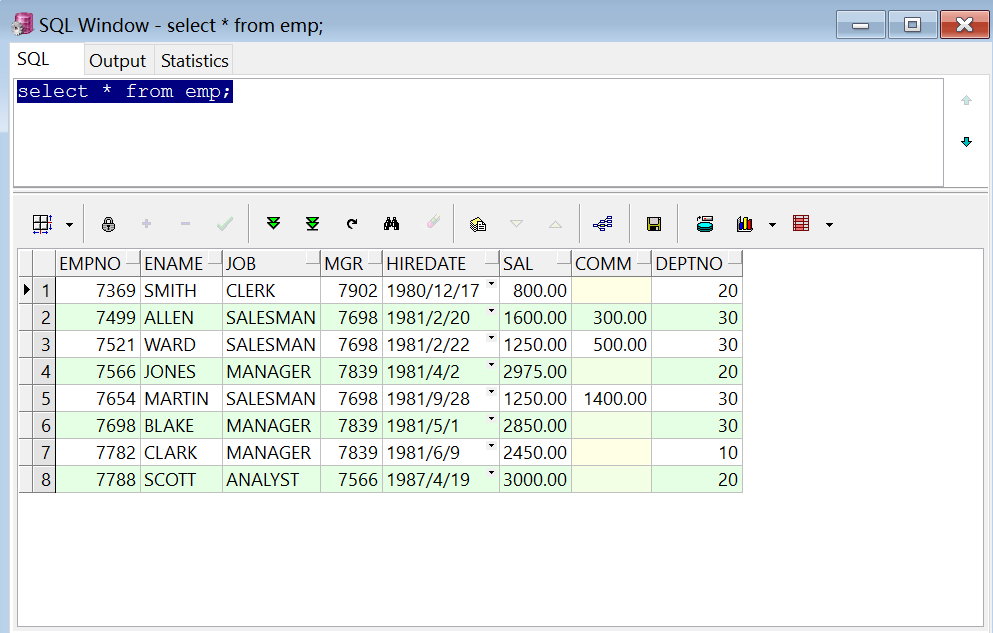 SQL Window - select * from emp;
SQL Output Statistics
select * from emp;
EMPNO ENAME JOB MGR HIREDATE SAL COMM DEPTNO
1 7369 SMITH CLERK 7902 1980/12/17 800.00 20
2 7499 ALLEN SALESMAN 7698 1981/2/20 1600.00 300.00 30
3 7521 WARD SALESMAN 7698 1981/2/22 1250.00 500.00 30
4 7566 JONES MANAGER 7839 1981/4/2 2975.00 20
5 7654 MARTIN SALESMAN 7698 1981/9/28 1250.00 1400.00 30
6 7698 BLAKE MANAGER 7839 1981/5/1 2850.00 30
7 7782 CLARK MANAGER 7839 1981/6/9 2450.00 10
8 7788 SCOTT ANALYST 7566 1987/4/19 3000.00 20